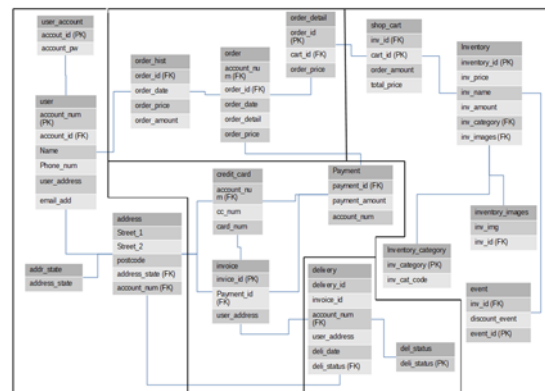 user_account
accout_id (PK)
account_pw
user
account_num
(PK)
account_id (FK)
Name
Phone_num
user_address
email_add
addr_state
address_state
order_hist
order_id (FK)
order_date
order_price
order_amount
order
account_nu
m (FK)
order_id (FK)
order_date
order_detail
order_price
order_detail
order_id
(PK)
cart_id (FK)
order_price
shop_cart
inv_id (FK)
cart_id (PK)
order_amount
total_price
Inventory
inventory_id (PK)
inv_price
inv_name
inv_amount
inv_category (FK)
inv_images (FK)
address
Street_1
Street_2
postcode
address_state (FK)
account_num (FK)
credit_card
account_nu
m (FK)
cc_num
card_num
Payment
payment_id (FK)
payment_amount
account_num
invoice
invice_id (PK)
Payment_id
(FK)
user_address
delivery
delivery_id
invoice_id
account_num
(FK)
user_address
deli_date
deli_status (FK)
del_status
deli_status (PK)
Inventory_category
inv_category (PK)
inv_cat_code
inventory_images
inv_img
inv_id (FK)
event
inv_id (FK)
discount_event
event_id (PK)